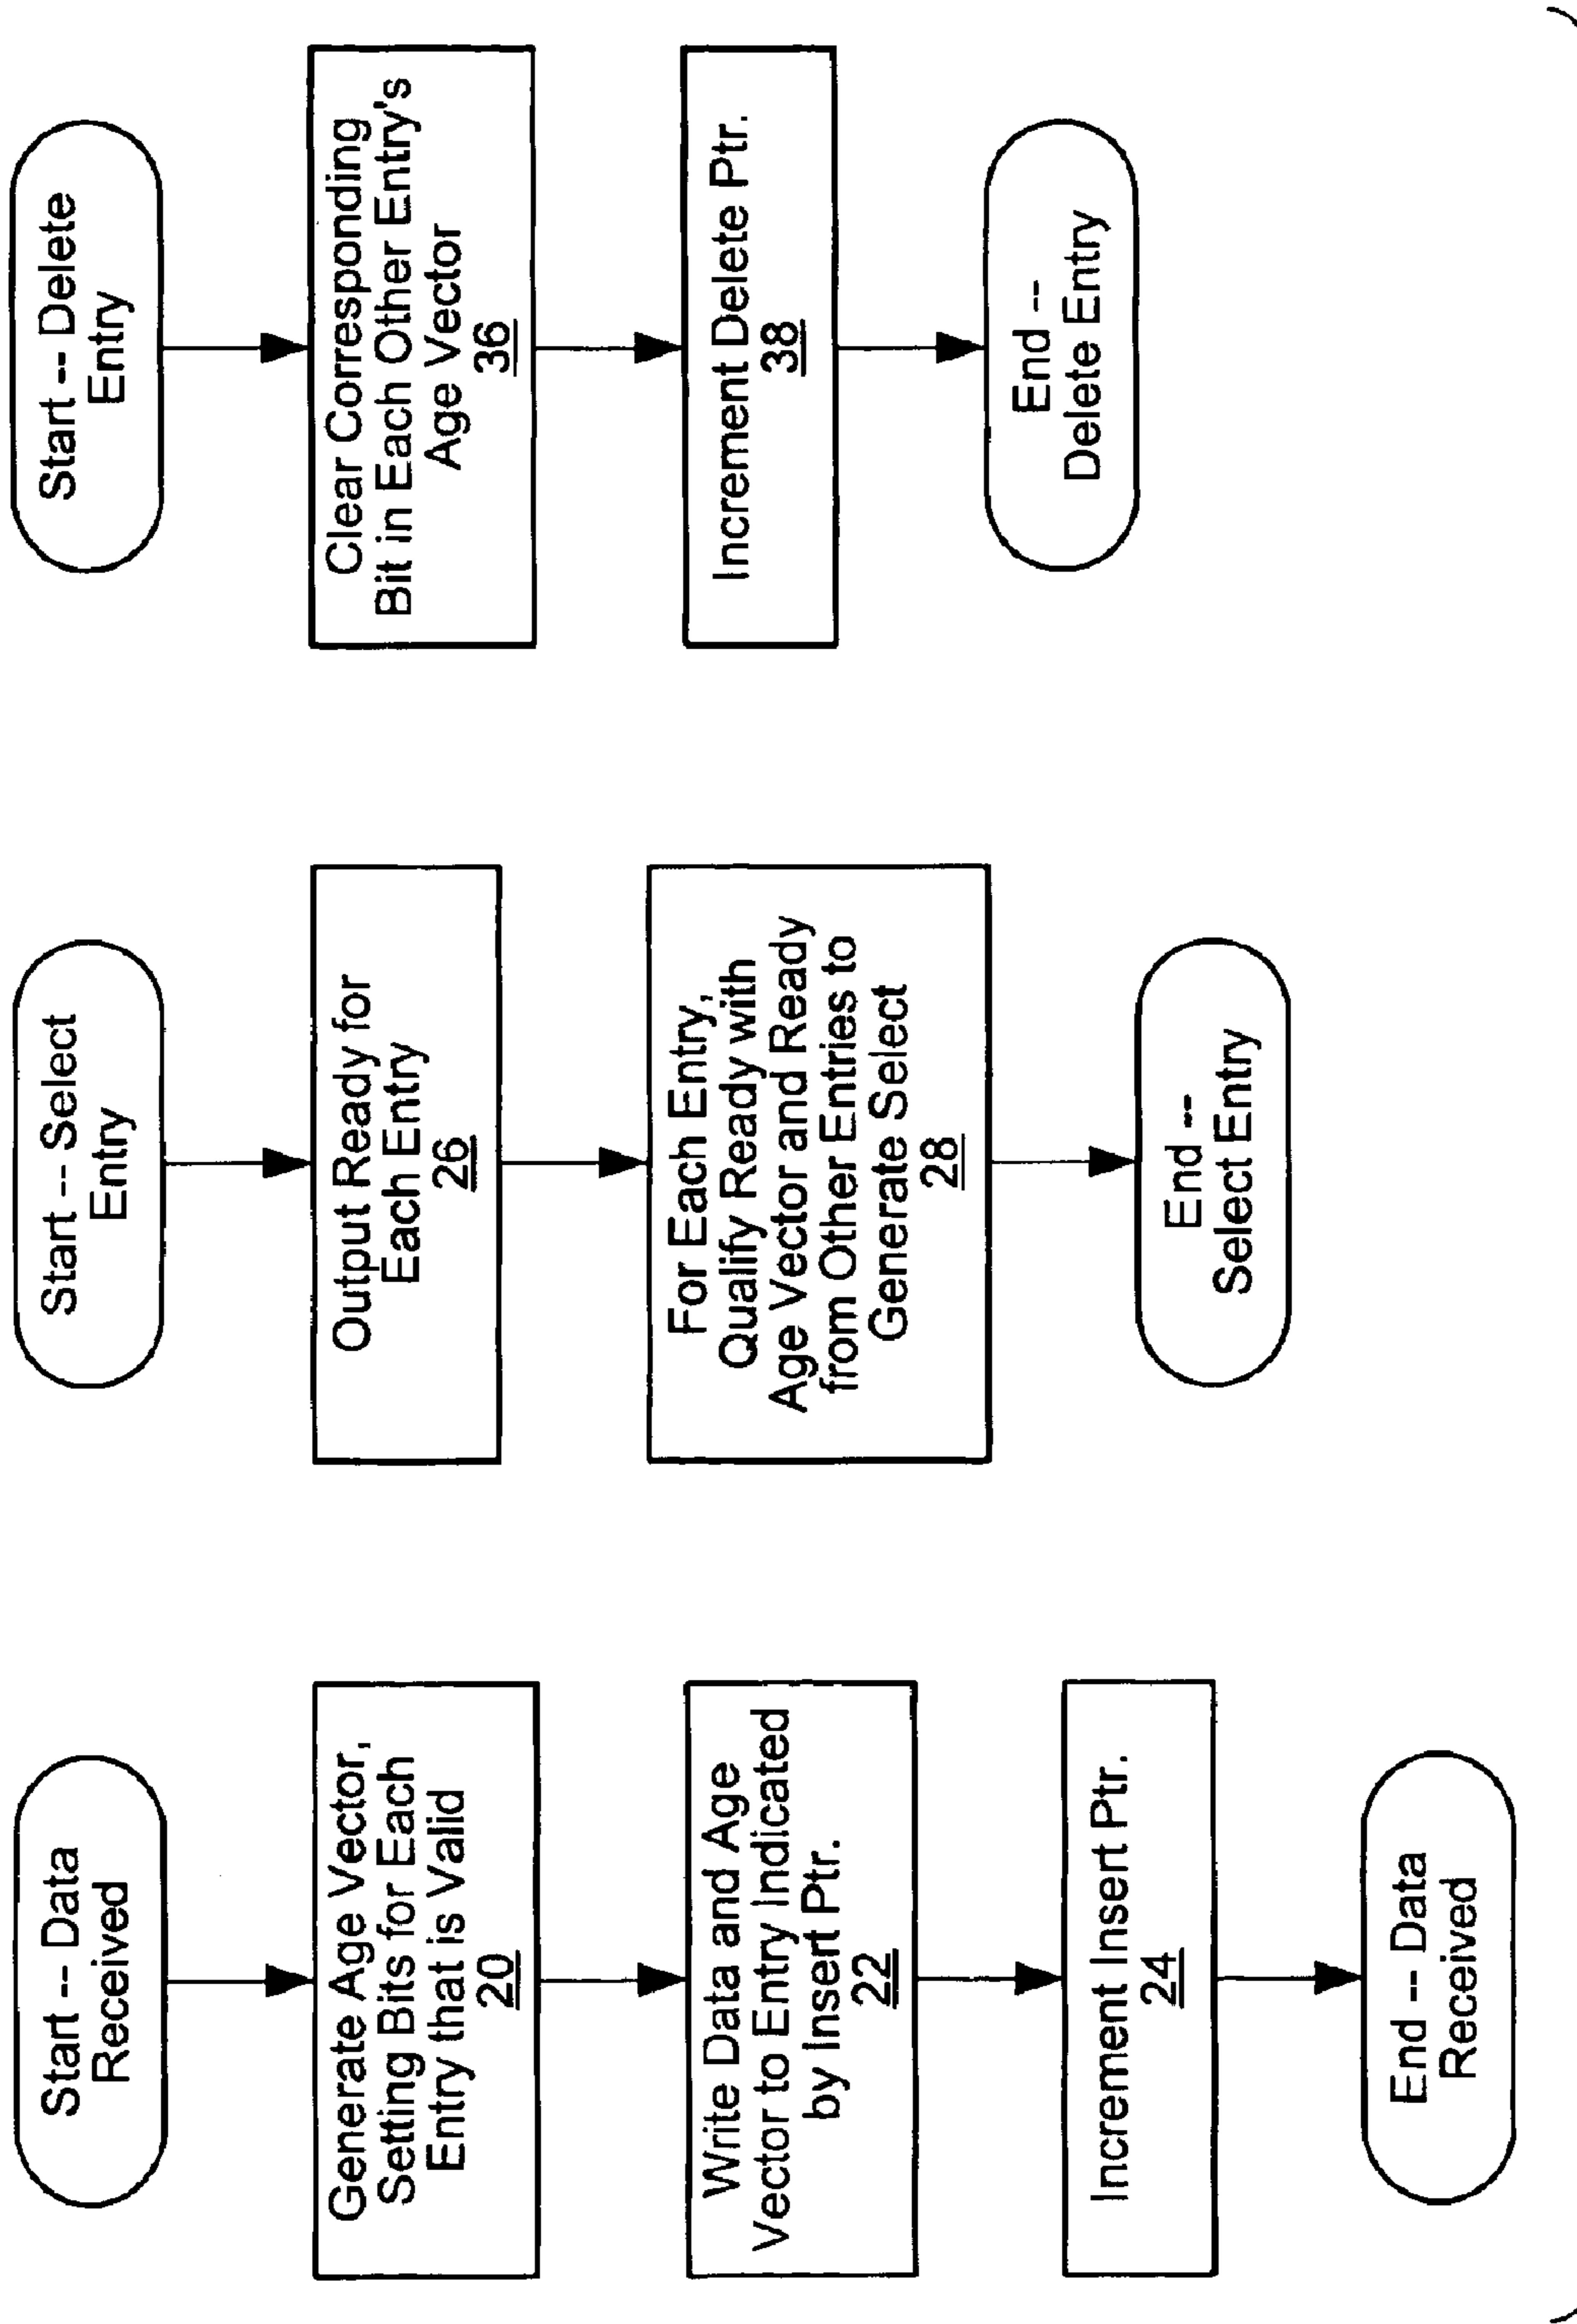 Start -- Data
Received
Generate Age Vector,
Setting Bits for Each
Entry that is Valid
20
Write Data and Age
Vector to Entry Indicated
by Insert Ptr.
22
Increment Insert Ptr.
24
End -- Data
Received
Start -- Select
Entry
Output Ready for
Each Entry
26
For Each Entry,
Qualify Ready with
Age Vector and Ready
from Other Entries to
Generate Select
28
End --
Select Entry
Start -- Delete
Entry
Clear Corresponding
Bit in Each Other Entry's
Age Vector
36
Increment Delete Ptr.
38
End --
Delete Entry